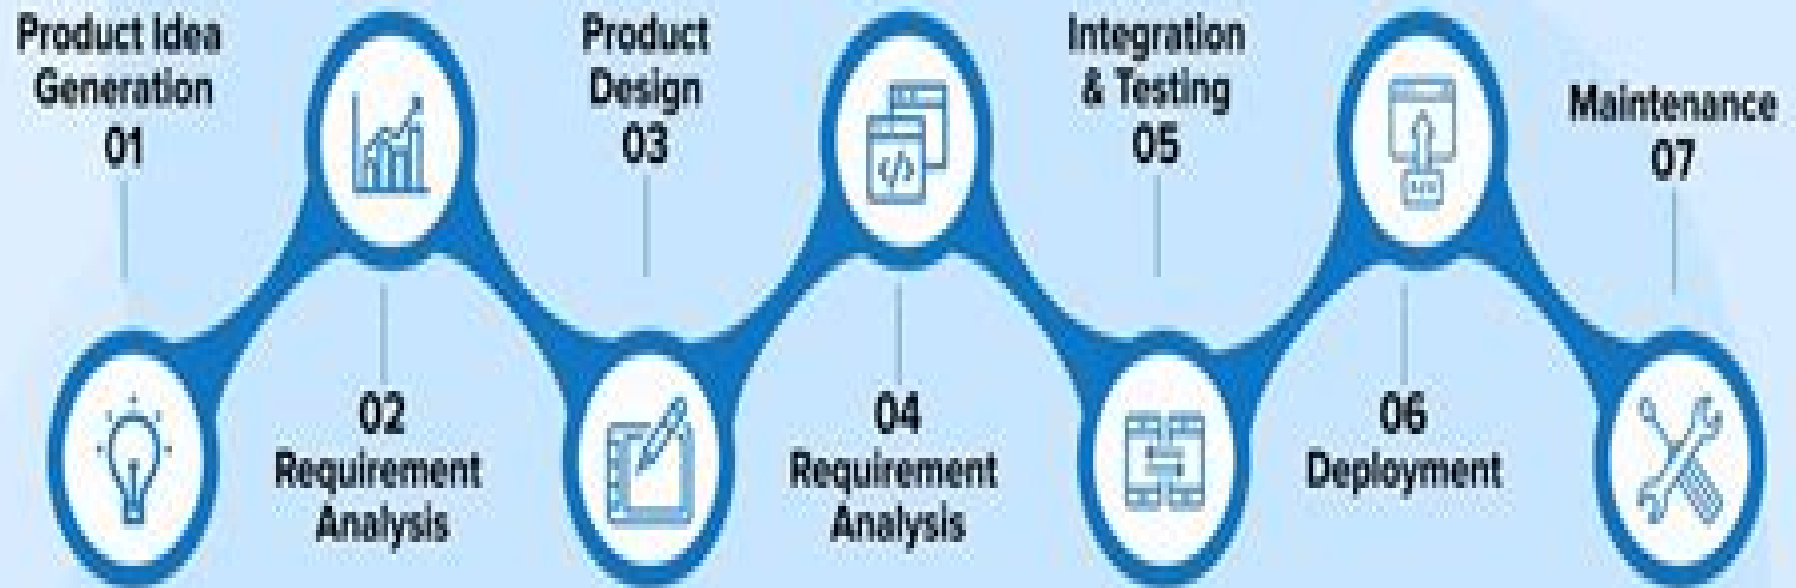 Product Idea
Generation
01
02
Requirement
Analysis
Product
Design
03
04
Requirement
Analysis
Integration
& Testing
05
06
Deployment
Maintenance
07